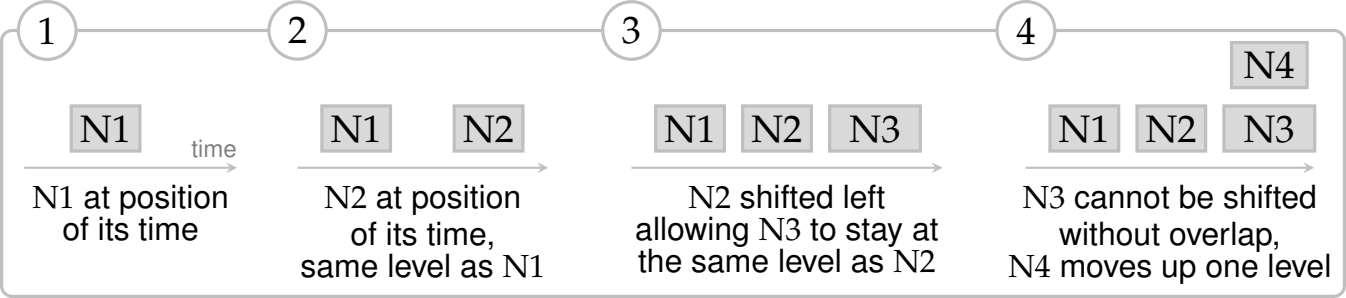 1
N1
time
N1 at position
of its time
2
N1 N2
N2 at position
of its time,
same level as N1
3
N1 N2 N3
N2 shifted left
allowing N3 to stay at
the same level as N2
4
N4
N1 N2 N3
N3 cannot be shifted
without overlap,
N4 moves up one level